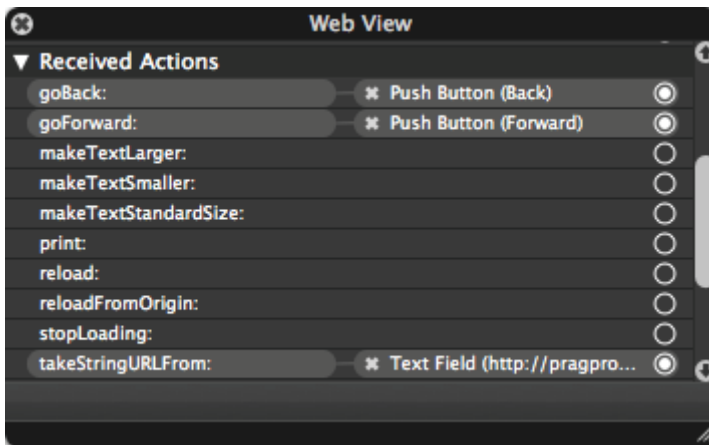 Web View
Received Actions
goBack: Push Button (Back)
goForward: Push Button (Forward)
makeTextLarger:
makeTextSmaller:
makeTextStandardSize:
print:
reload:
reloadFromOrigin:
stopLoading:
takeStringURLFrom: Text Field (http://pragpro...